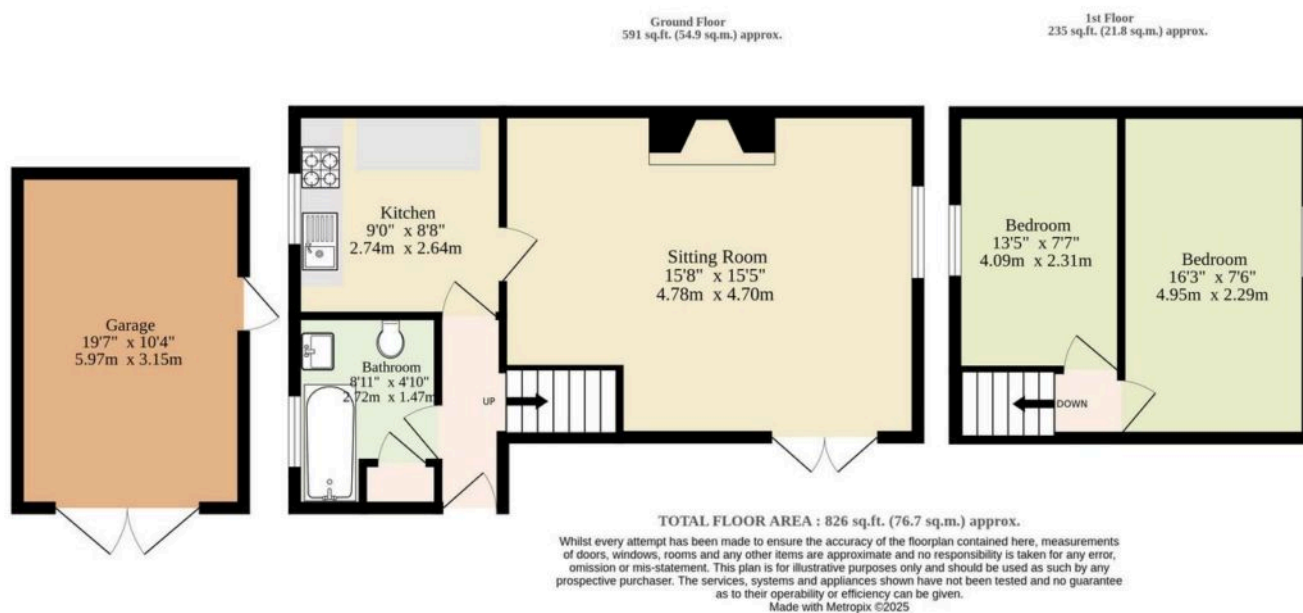 Ground Floor
591 sq.ft. (54.9 sq.m.) approx.
1st Floor
235 sq.ft. (21.8 sq.m.) approx.
Garage
19'7" x 10'4"
5.97m x 3.15m
Kitchen
9'0" x 8'8"
2.74m x 2.64m
Bathroom
8'11" x 4'10"
2.72m x 1.47m
UP
Sitting Room
15'8" x 15'5"
4.78m x 4.70m
Bedroom
13'5" x 7'7"
4.09m x 2.31m
Bedroom
16'3" x 7'6"
4.95m x 2.29m
DOWN
TOTAL FLOOR AREA : 826 sq.ft. (76.7 sq.m.) approx.
Whilst every attempt has been made to ensure the accuracy of the floorplan contained here, measurements
of doors, windows, rooms and any other items are approximate and no responsibility is taken for any error,
omission or mis-statement. This plan is for illustrative purposes only and should be used as such by any
prospective purchaser. The services, systems and appliances shown have not been tested and no guarantee
as to their operability or efficiency can be given.
Made with Metropix ©2025